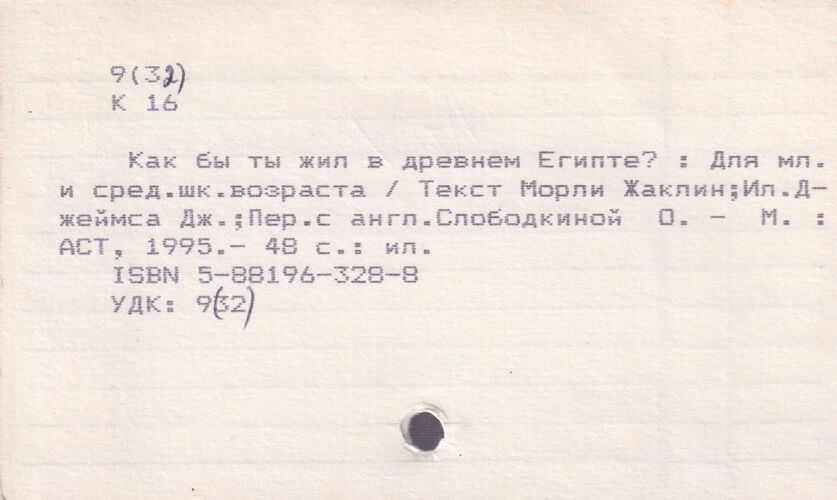 9(32)
К 16
Как бы ты жил в древнем Египте? : Для мл.
и сред.шк.возраста / Текст Морли Жаклин;Ил.Д-
жеймса Дж.;Пер.с англ.Слободкиной О. - М. :
АСТ, 1995.- 48 с.: ил.
ISBN 5-88196-328-8
УДК: 9(32)